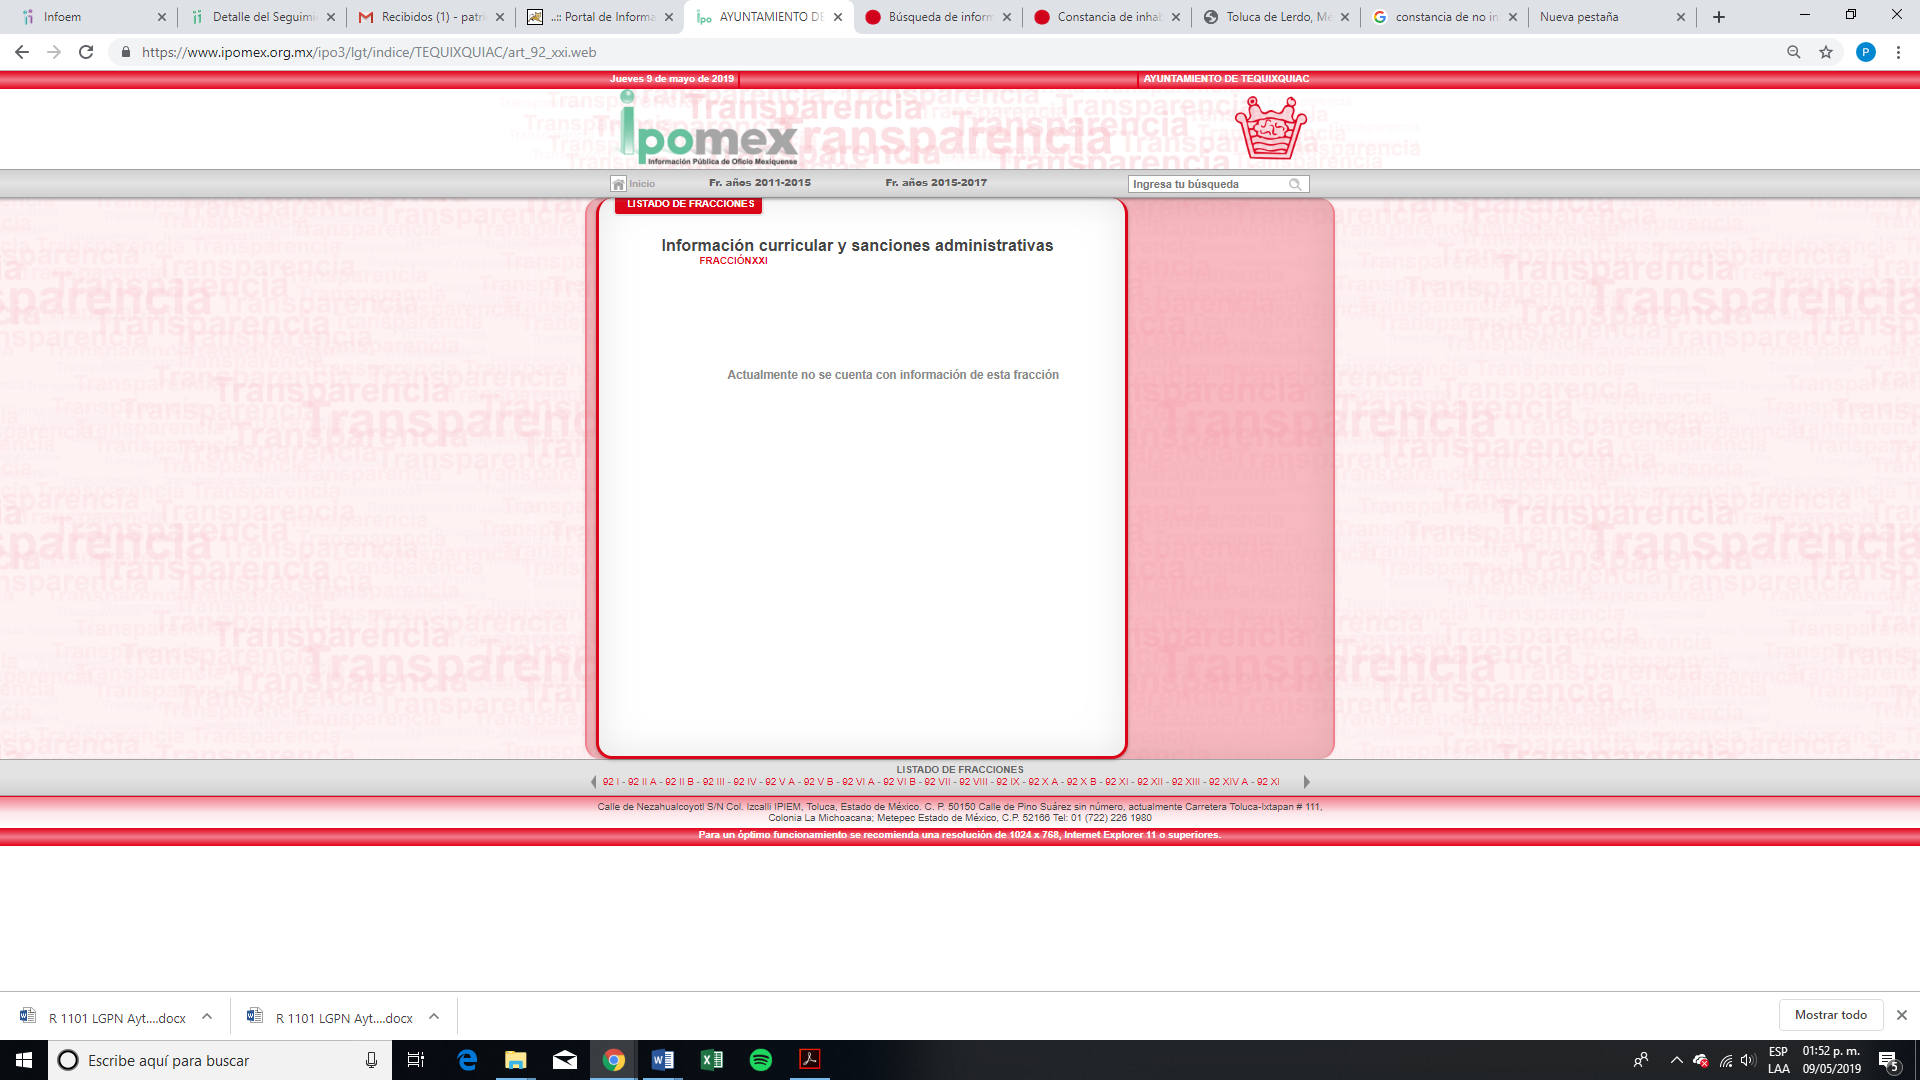 Infoem
Detalle del Seguimi
Recibidos (1) - patri
..:: Portal de Informa
AYUNTAMIENTO DE
Búsqueda de inform
Constancia de inhab
Toluca de Lerdo, Mé
constancia de no in
Nueva pestaña
https://www.ipomex.org.mx/ipo3/lgt/indice/TEQUIXQUIAC/art_92_xxi.web
P
Jueves 9 de mayo de 2019
AYUNTAMIENTO DE TEQUIXQUIAC
Transparencia
ipomex
Información Pública de Oficio Mexiquense
Inicio
Fr. años 2011-2015
Fr. años 2015-2017
Ingresa tu búsqueda
LISTADO DE FRACCIONES
Información curricular y sanciones administrativas
FRACCIÓNXXI
Actualmente no se cuenta con información de esta fracción
LISTADO DE FRACCIONES
92 I - 92 II A - 92 II B - 92 III - 92 IV - 92 V A - 92 V B - 92 VI A - 92 VI B - 92 VII - 92 VIII - 92 IX - 92 X A - 92 X B - 92 XI - 92 XII - 92 XIII - 92 XIV A - 92 XI
Calle de Nezahualcoyotl S/N Col. Izcalli IPIEM, Toluca, Estado de México. C. P. 50150 Calle de Pino Suárez sin número, actualmente Carretera Toluca-Ixtapan # 111,
Colonia La Michoacana; Metepec Estado de México, C.P. 52166 Tel: 01 (722) 226 1980
Para un óptimo funcionamiento se recomienda una resolución de 1024 x 768, Internet Explorer 11 o superiores.
R 1101 LGPN Ayt....docx
R 1101 LGPN Ayt....docx
Mostrar todo
Escribe aquí para buscar
ESP
LAA
01:52 p. m.
09/05/2019
5